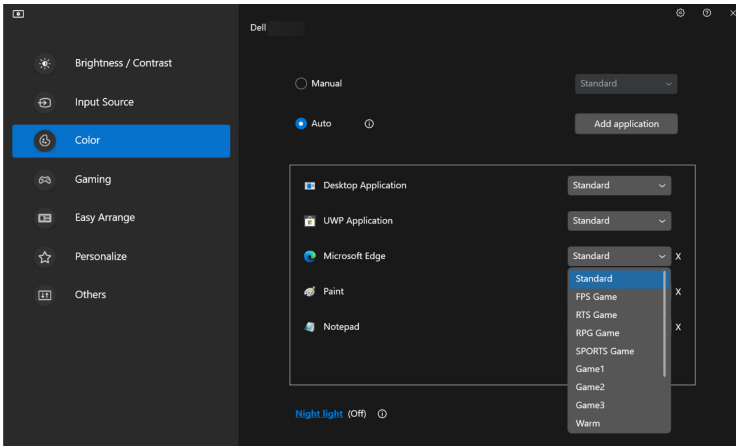 Dell
Brightness / Contrast
Input Source
Color
Gaming
Easy Arrange
Personalize
Others
Manual
Standard
Auto
Add application
Desktop Application
Standard
UWP Application
Standard
Microsoft Edge
Standard
X
Paint
X
Notepad
X
Standard
FPS Game
RTS Game
RPG Game
SPORTS Game
Game1
Game2
Game3
Warm
Night light (Off)